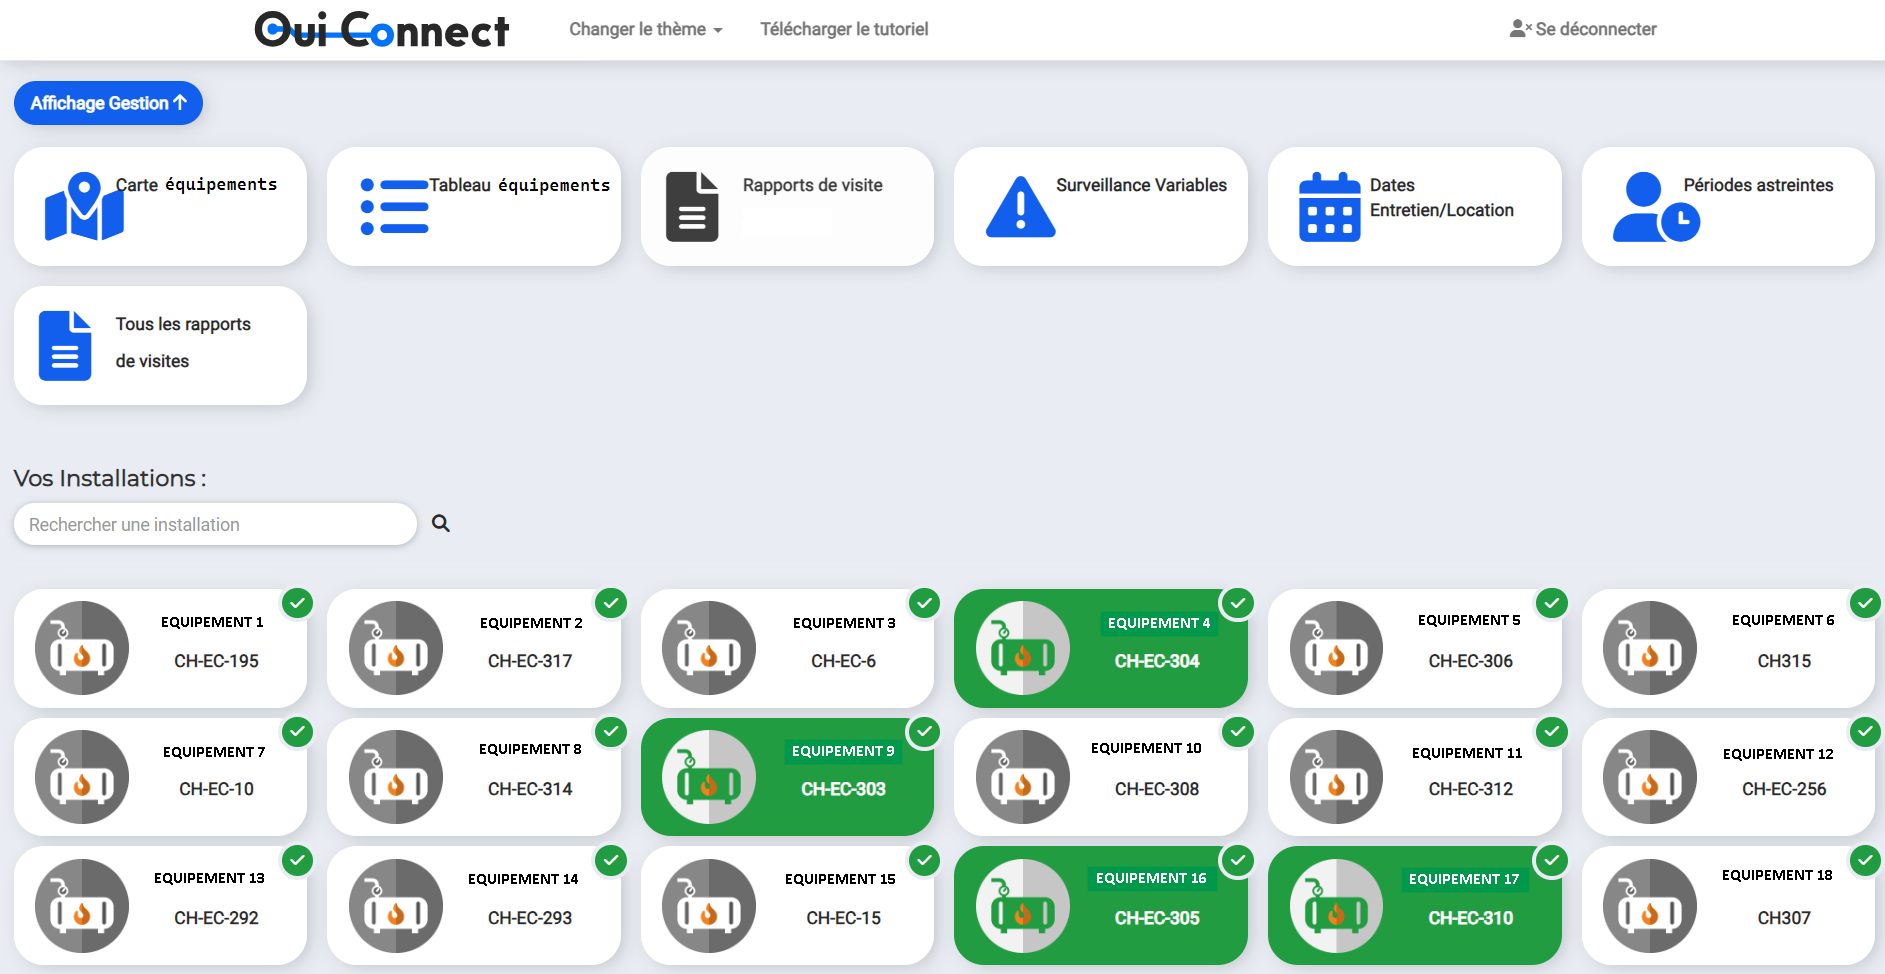 Oui Connect
Changer le thème
Télécharger le tutoriel
Se déconnecter
Affichage Gestion
Carte équipements
Tableau équipements
Rapports de visite
Surveillance Variables
Dates
Entretien/Location
Périodes astreintes
Tous les rapports
de visites
Vos Installations :
Rechercher une installation
EQUIPEMENT 1
CH-EC-195
EQUIPEMENT 2
CH-EC-317
EQUIPEMENT 3
CH-EC-6
EQUIPEMENT 4
CH-EC-304
EQUIPEMENT 5
CH-EC-306
EQUIPEMENT 6
CH315
EQUIPEMENT 7
CH-EC-10
EQUIPEMENT 8
CH-EC-314
EQUIPEMENT 9
CH-EC-303
EQUIPEMENT 10
CH-EC-308
EQUIPEMENT 11
CH-EC-312
EQUIPEMENT 12
CH-EC-256
EQUIPEMENT 13
CH-EC-292
EQUIPEMENT 14
CH-EC-293
EQUIPEMENT 15
CH-EC-15
EQUIPEMENT 16
CH-EC-305
EQUIPEMENT 17
CH-EC-310
EQUIPEMENT 18
CH307